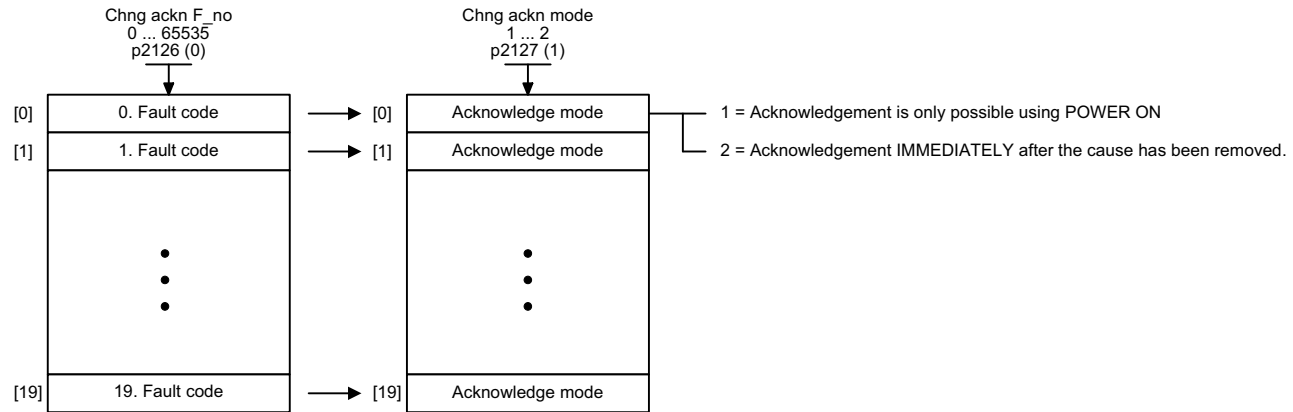 Chng ackn F_no
0 ... 65535
p2126 (0)
Chng ackn mode
1 ... 2
p2127 (1)
[0] 0. Fault code [0] Acknowledge mode 1 = Acknowledgement is only possible using POWER ON
[1] 1. Fault code [1] Acknowledge mode 2 = Acknowledgement IMMEDIATELY after the cause has been removed.
[19] 19. Fault code [19] Acknowledge mode